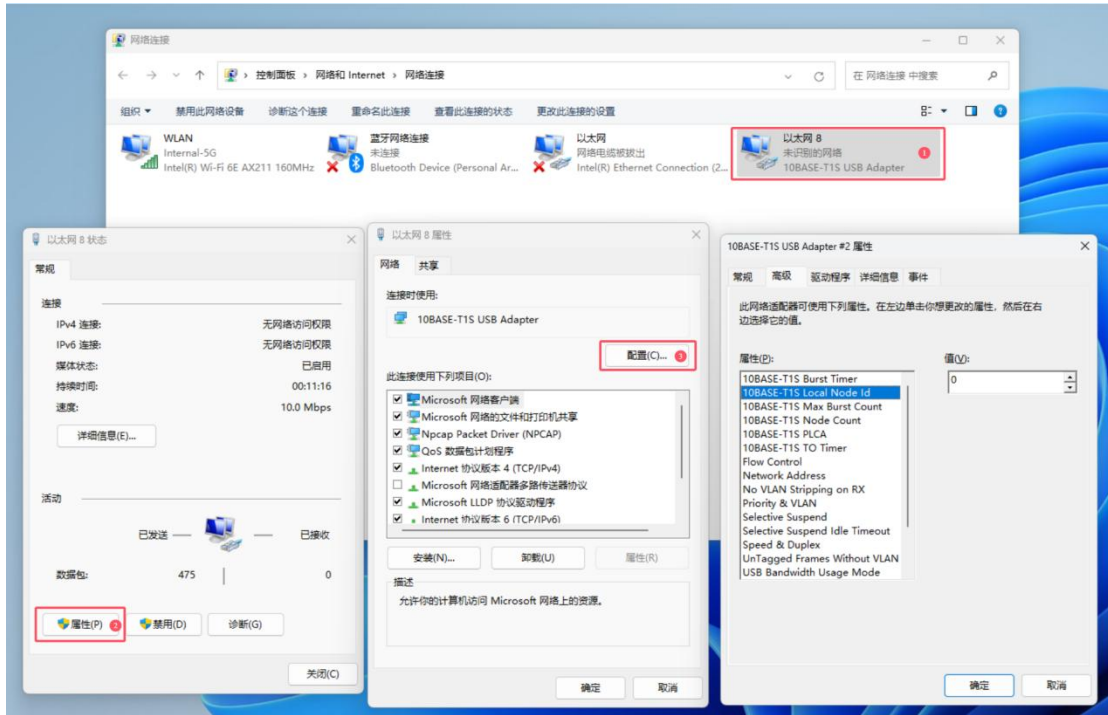 网络连接
控制面板 › 网络和 Internet › 网络连接
在 网络连接 中搜索
组织 禁用此网络设备 诊断这个连接 重命名此连接 查看此连接的状态 更改此连接的设置
WLAN
Internal-5G
Intel(R) Wi-Fi 6E AX211 160MHz
蓝牙网络连接
未连接
Bluetooth Device (Personal Ar...
以太网
网络电缆被拔出
Intel(R) Ethernet Connection (2...
以太网 8
未识别的网络
10BASE-T1S USB Adapter
1
以太网 8 状态
常规
连接
IPv4 连接: 无网络访问权限
IPv6 连接: 无网络访问权限
媒体状态: 已启用
持续时间: 00:11:16
速度: 10.0 Mbps
详细信息(E)...
活动
已发送 — — 已接收
数据包: 475 0
属性(P) 禁用(D) 诊断(G)
关闭(C)
以太网 8 属性
网络 共享
连接时使用:
10BASE-T1S USB Adapter
配置(C)...
此连接使用下列项目(O):
Microsoft 网络客户端
Microsoft 网络的文件和打印机共享
Npcap Packet Driver (NPCAP)
QoS 数据包计划程序
Internet 协议版本 4 (TCP/IPv4)
Microsoft 网络适配器多路传送器协议
Microsoft LLDP 协议驱动程序
Internet 协议版本 6 (TCP/IPv6)
安装(N)... 卸载(U) 属性(R)
描述
允许你的计算机访问 Microsoft 网络上的资源。
确定 取消
10BASE-T1S USB Adapter #2 属性
常规 高级 驱动程序 详细信息 事件
此网络适配器可使用下列属性。在左边单击你想更改的属性，然后在右
边选择它的值。
属性(P): 值(V):
10BASE-T1S Burst Timer
10BASE-T1S Local Node Id
10BASE-T1S Max Burst Count
10BASE-T1S Node Count
10BASE-T1S PLCA
10BASE-T1S TO Timer
Flow Control
Network Address
No VLAN Stripping on RX
Priority & VLAN
Selective Suspend
Selective Suspend Idle Timeout
Speed & Duplex
UnTagged Frames Without VLAN
USB Bandwidth Usage Mode
0
确定 取消